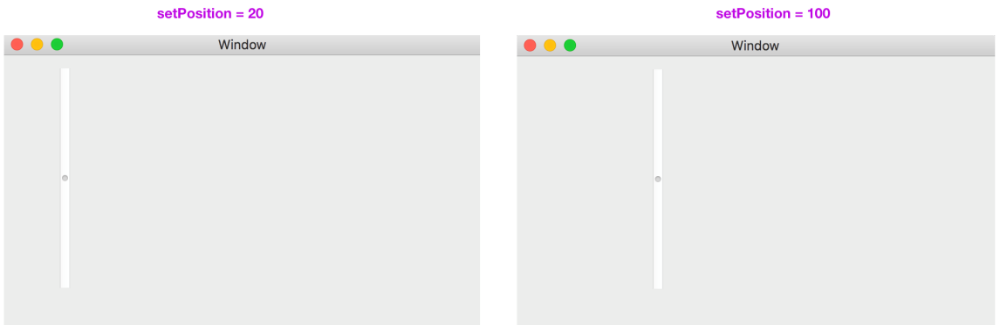 setPosition = 20
setPosition = 100
Window
Window